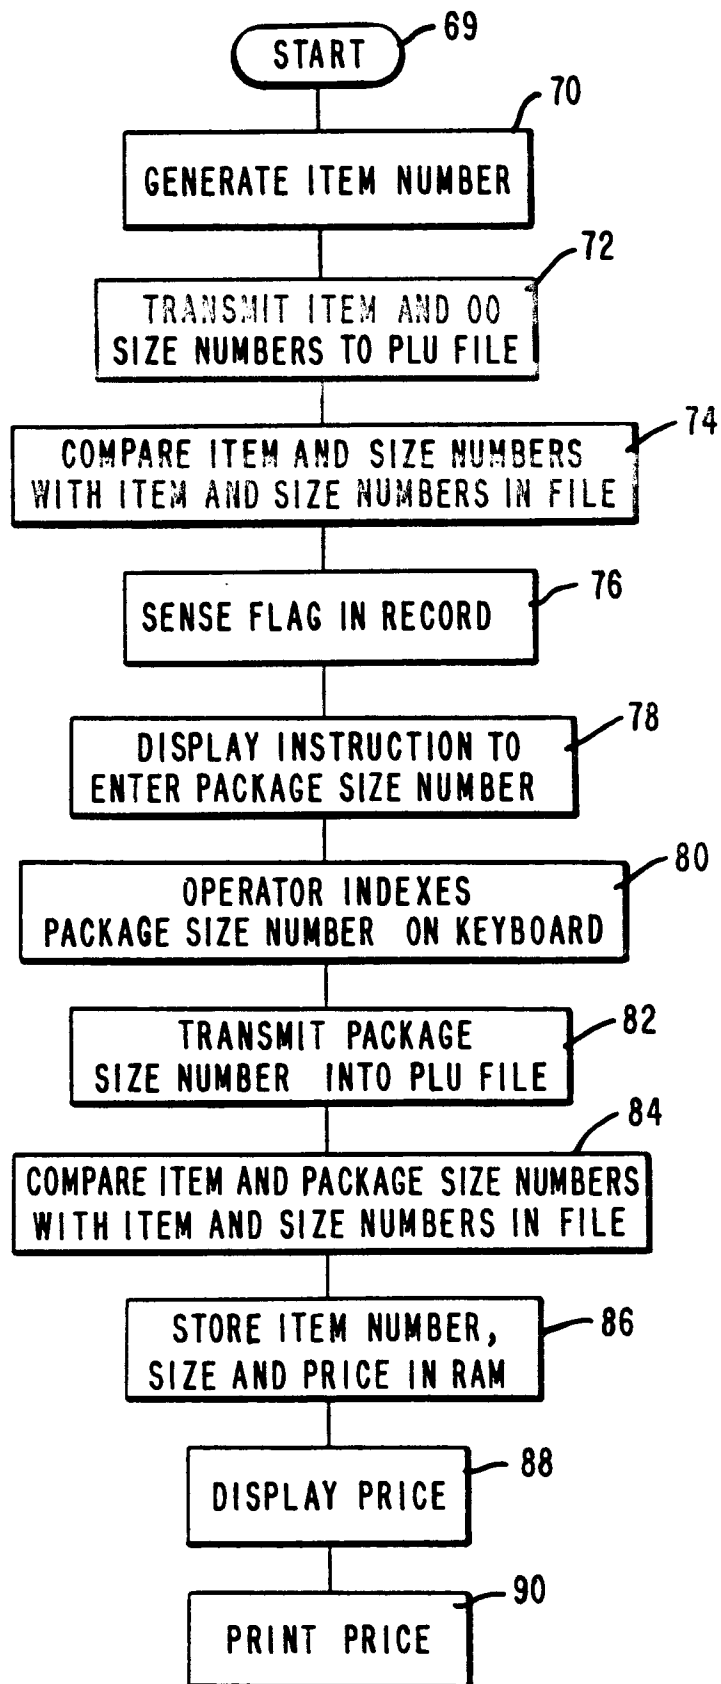 START
69
70
GENERATE ITEM NUMBER
72
TRANSMIT ITEM AND 00
SIZE NUMBERS TO PLU FILE
74
COMPARE ITEM AND SIZE NUMBERS
WITH ITEM AND SIZE NUMBERS IN FILE
76
SENSE FLAG IN RECORD
78
DISPLAY INSTRUCTION TO
ENTER PACKAGE SIZE NUMBER
80
OPERATOR INDEXES
PACKAGE SIZE NUMBER ON KEYBOARD
82
TRANSMIT PACKAGE
SIZE NUMBER INTO PLU FILE
84
COMPARE ITEM AND PACKAGE SIZE NUMBERS
WITH ITEM AND SIZE NUMBERS IN FILE
86
STORE ITEM NUMBER,
SIZE AND PRICE IN RAM
88
DISPLAY PRICE
90
PRINT PRICE